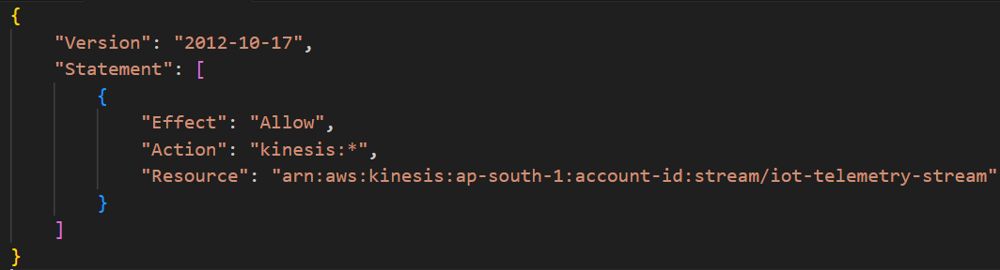 {
    "Version": "2012-10-17",
    "Statement": [
        {
            "Effect": "Allow",
            "Action": "kinesis:*",
            "Resource": "arn:aws:kinesis:ap-south-1:account-id:stream/iot-telemetry-stream"
        }
    ]
}